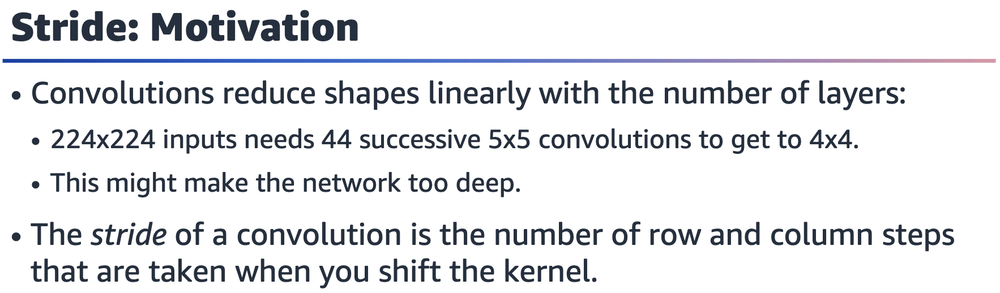 Stride: Motivation
• Convolutions reduce shapes linearly with the number of layers:
• 224x224 inputs needs 44 successive 5x5 convolutions to get to 4x4.
• This might make the network too deep.
• The stride of a convolution is the number of row and column steps
that are taken when you shift the kernel.